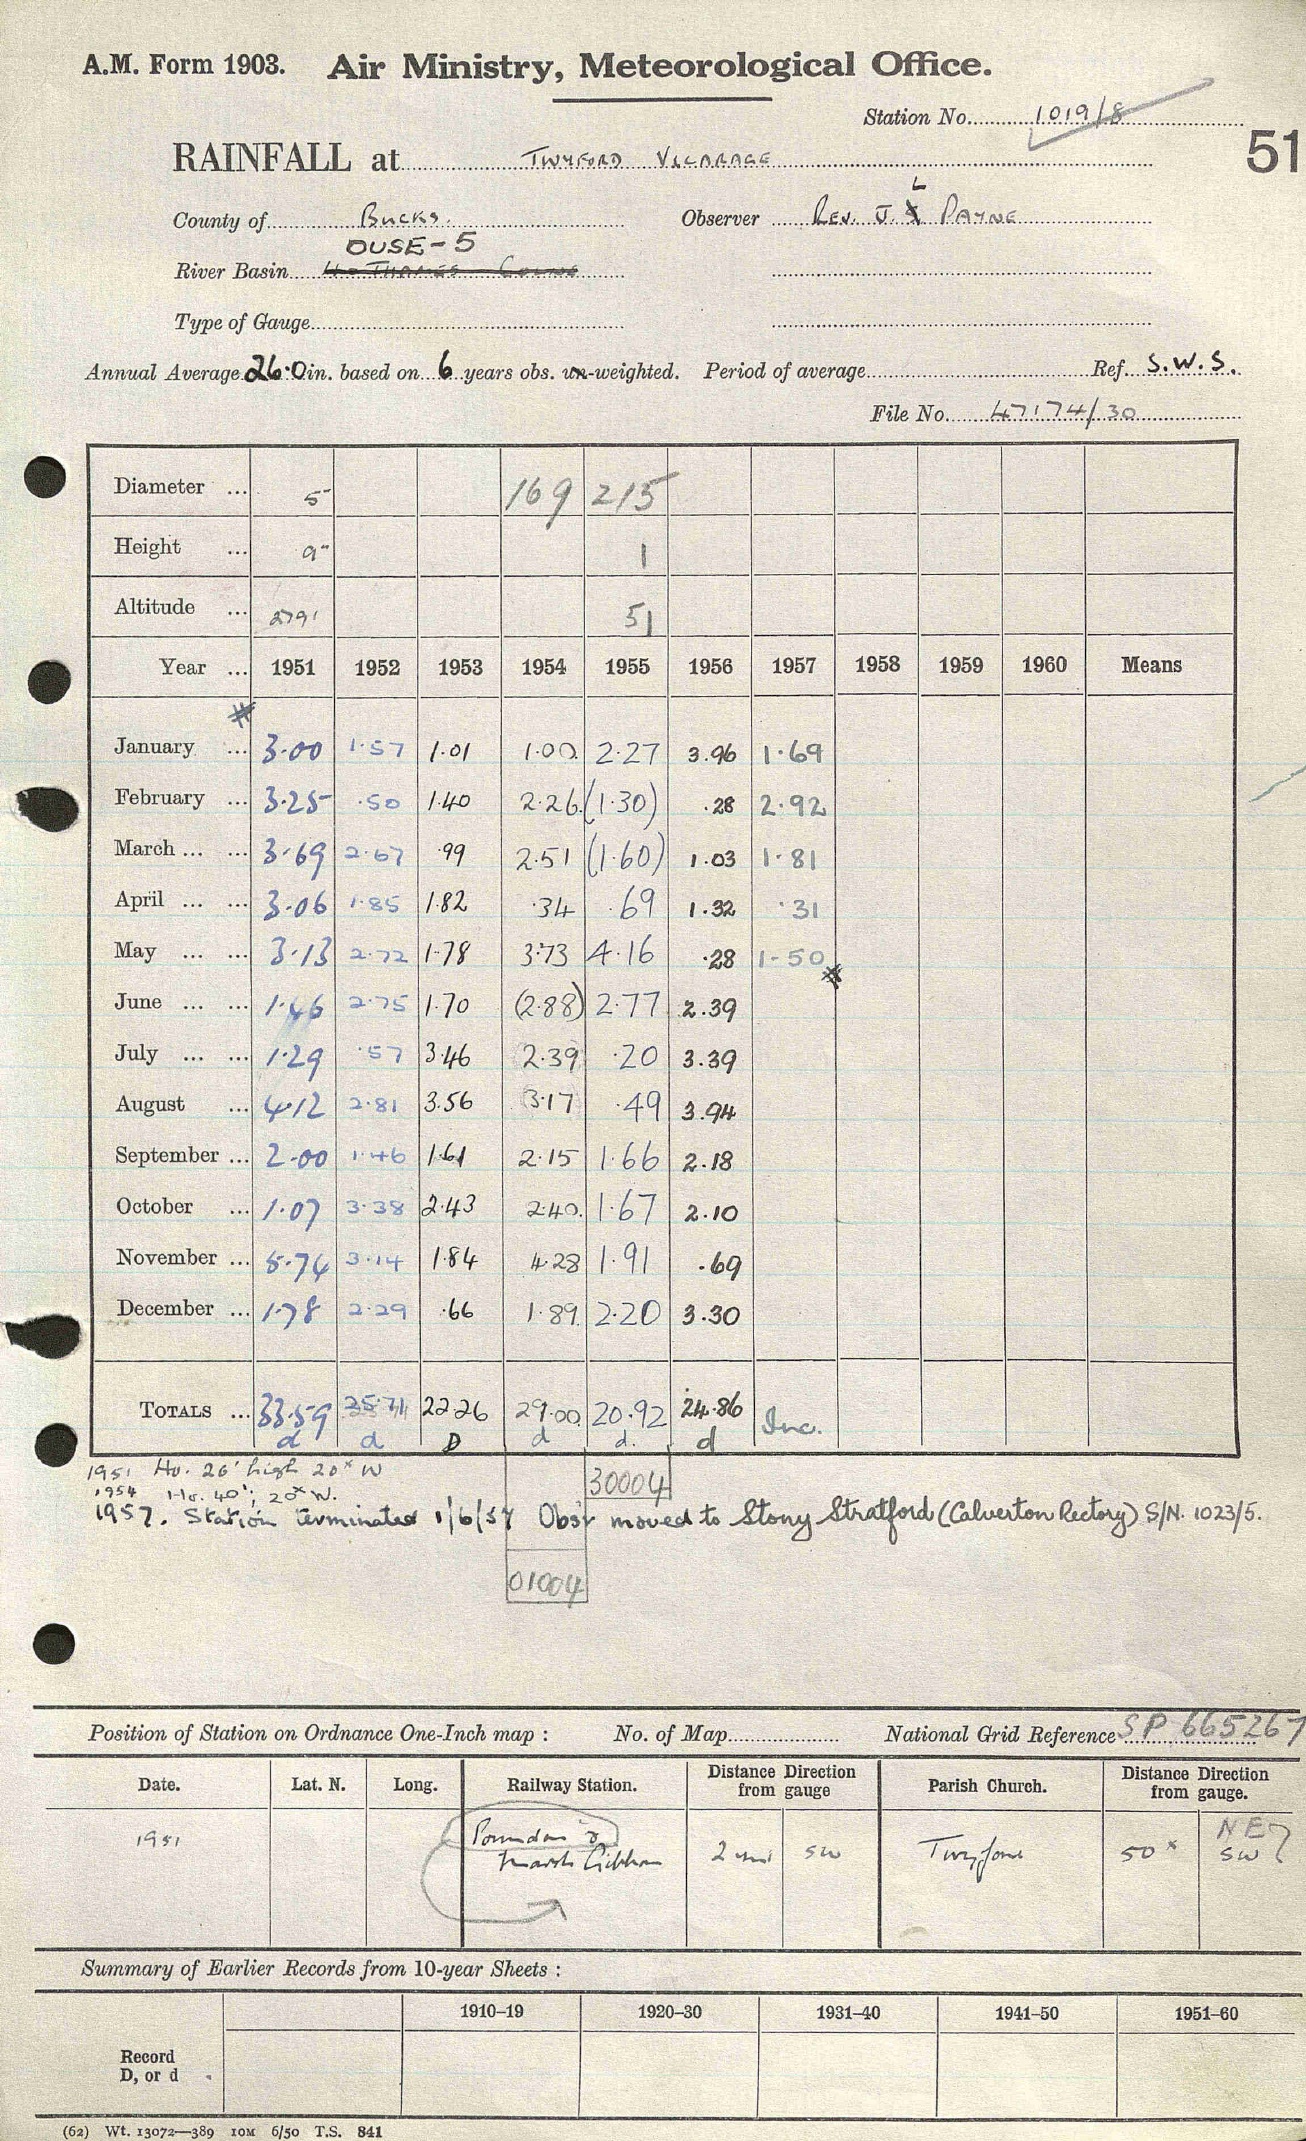 A.M. Form 1903. Air Ministry, Meteorological Office.
Station No. 1019/8
51
RAINFALL at TWYFORD VICARAGE
L
County of BUCKS. Observer REV. J. PAYNE
OUSE-5
River Basin THAMES - COLNE
Type of Gauge
Annual Average 26.0 in. based on 6 years obs. un-weighted. Period of average Ref. S.W.S.
File No. 47174/30
Diameter ... 5" 169 215
Height ... 9" 1
Altitude ... 279' 51
Year ... 1951 1952 1953 1954 1955 1956 1957 1958 1959 1960 Means
January ... 3.00 1.57 1.01 1.00 2.27 3.96 1.69
February ... 3.25 .50 1.40 2.26 (1.30) .28 2.92
March ... ... 3.69 2.67 .99 2.51 (1.60) 1.03 1.81
April ... ... 3.06 1.85 1.82 .34 .69 1.32 .31
May ... ... 3.13 2.72 1.78 3.73 4.16 .28 1.50
June ... ... 1.46 2.75 1.70 (2.88) 2.77 2.39
July ... ... 1.29 .57 3.46 2.39 .20 3.39
August ... 4.12 2.81 3.56 3.17 .49 3.94
September ... 2.00 1.46 1.61 2.15 1.66 2.18
October ... 1.07 3.38 2.43 2.40 1.67 2.10
November ... 5.74 3.14 1.84 4.28 1.91 .69
December ... 1.78 2.29 .66 1.89 2.20 3.30
TOTALS ... 33.59 25.71 22.26 29.00 20.92 24.86 Inc.
d d D d d. d
1951 Ho. 26' high 20x W
30004
1954 Ho. 40'; 20x W.
1957. Station terminated 1/6/57 Obsr moved to Stony Stratford (Calverton Rectory) S/N. 1023/5.
01004
Position of Station on Ordnance One-Inch map : No. of Map National Grid Reference SP 665267
Date. Lat. N. Long. Railway Station. Distance Direction from gauge Parish Church. Distance Direction from gauge.
1951 Poundon & Marsh Gibbon 2 mi SW Twyford 50x NE? SW
Summary of Earlier Records from 10-year Sheets :
1910–19 1920–30 1931–40 1941–50 1951–60
Record
D, or d
(62) Wt. 13072—389 10M 6/50 T.S. 841